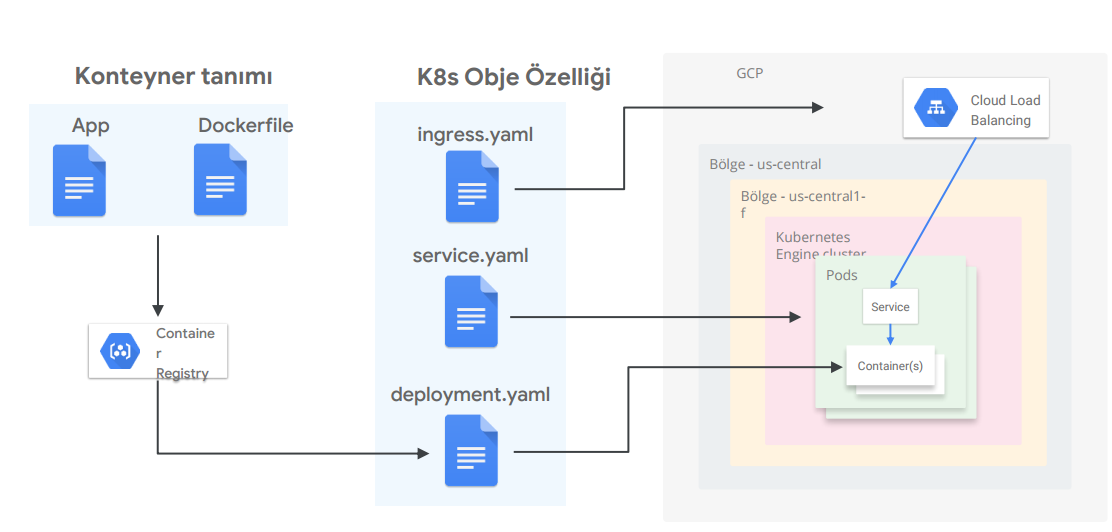 Konteyner tanımı
App
Dockerfile
Containe
r
Registry
K8s Obje Özelliği
ingress.yaml
service.yaml
deployment.yaml
GCP
Cloud Load
Balancing
Bölge - us-central
Bölge - us-central1-
f
Kubernetes
Engine cluster
Pods
Service
Container(s)